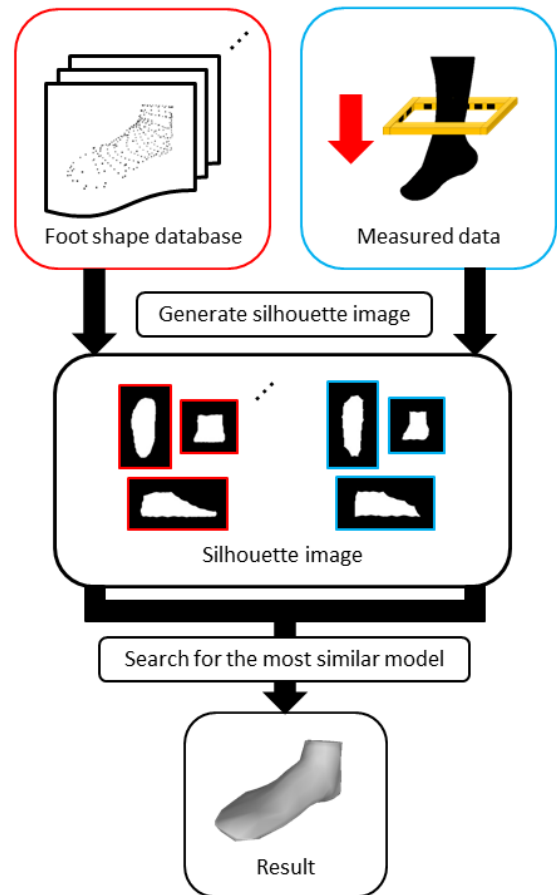 Foot shape database
Measured data
Generate silhouette image
Silhouette image
Search for the most similar model
Result